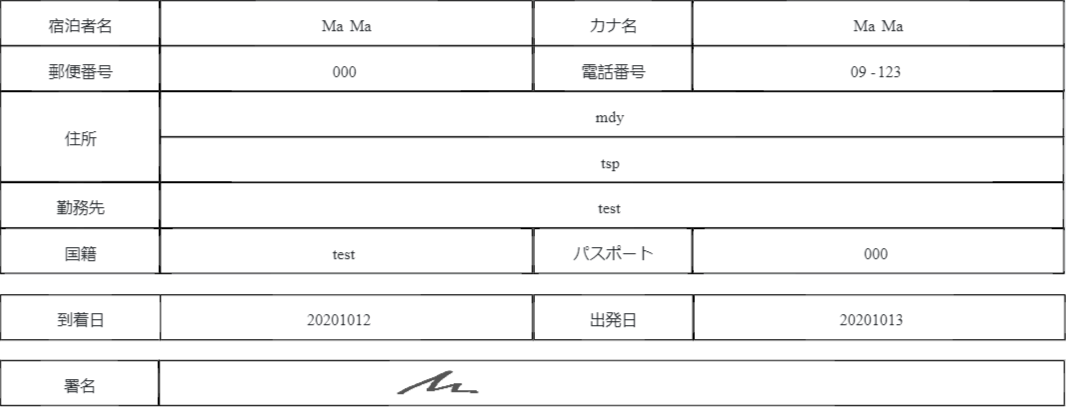 宿泊者名 Ma Ma カナ名 Ma Ma
郵便番号 000 電話番号 09 -123
住所 mdy
tsp
勤務先 test
国籍 test パスポート 000
到着日 20201012 出発日 20201013
署名